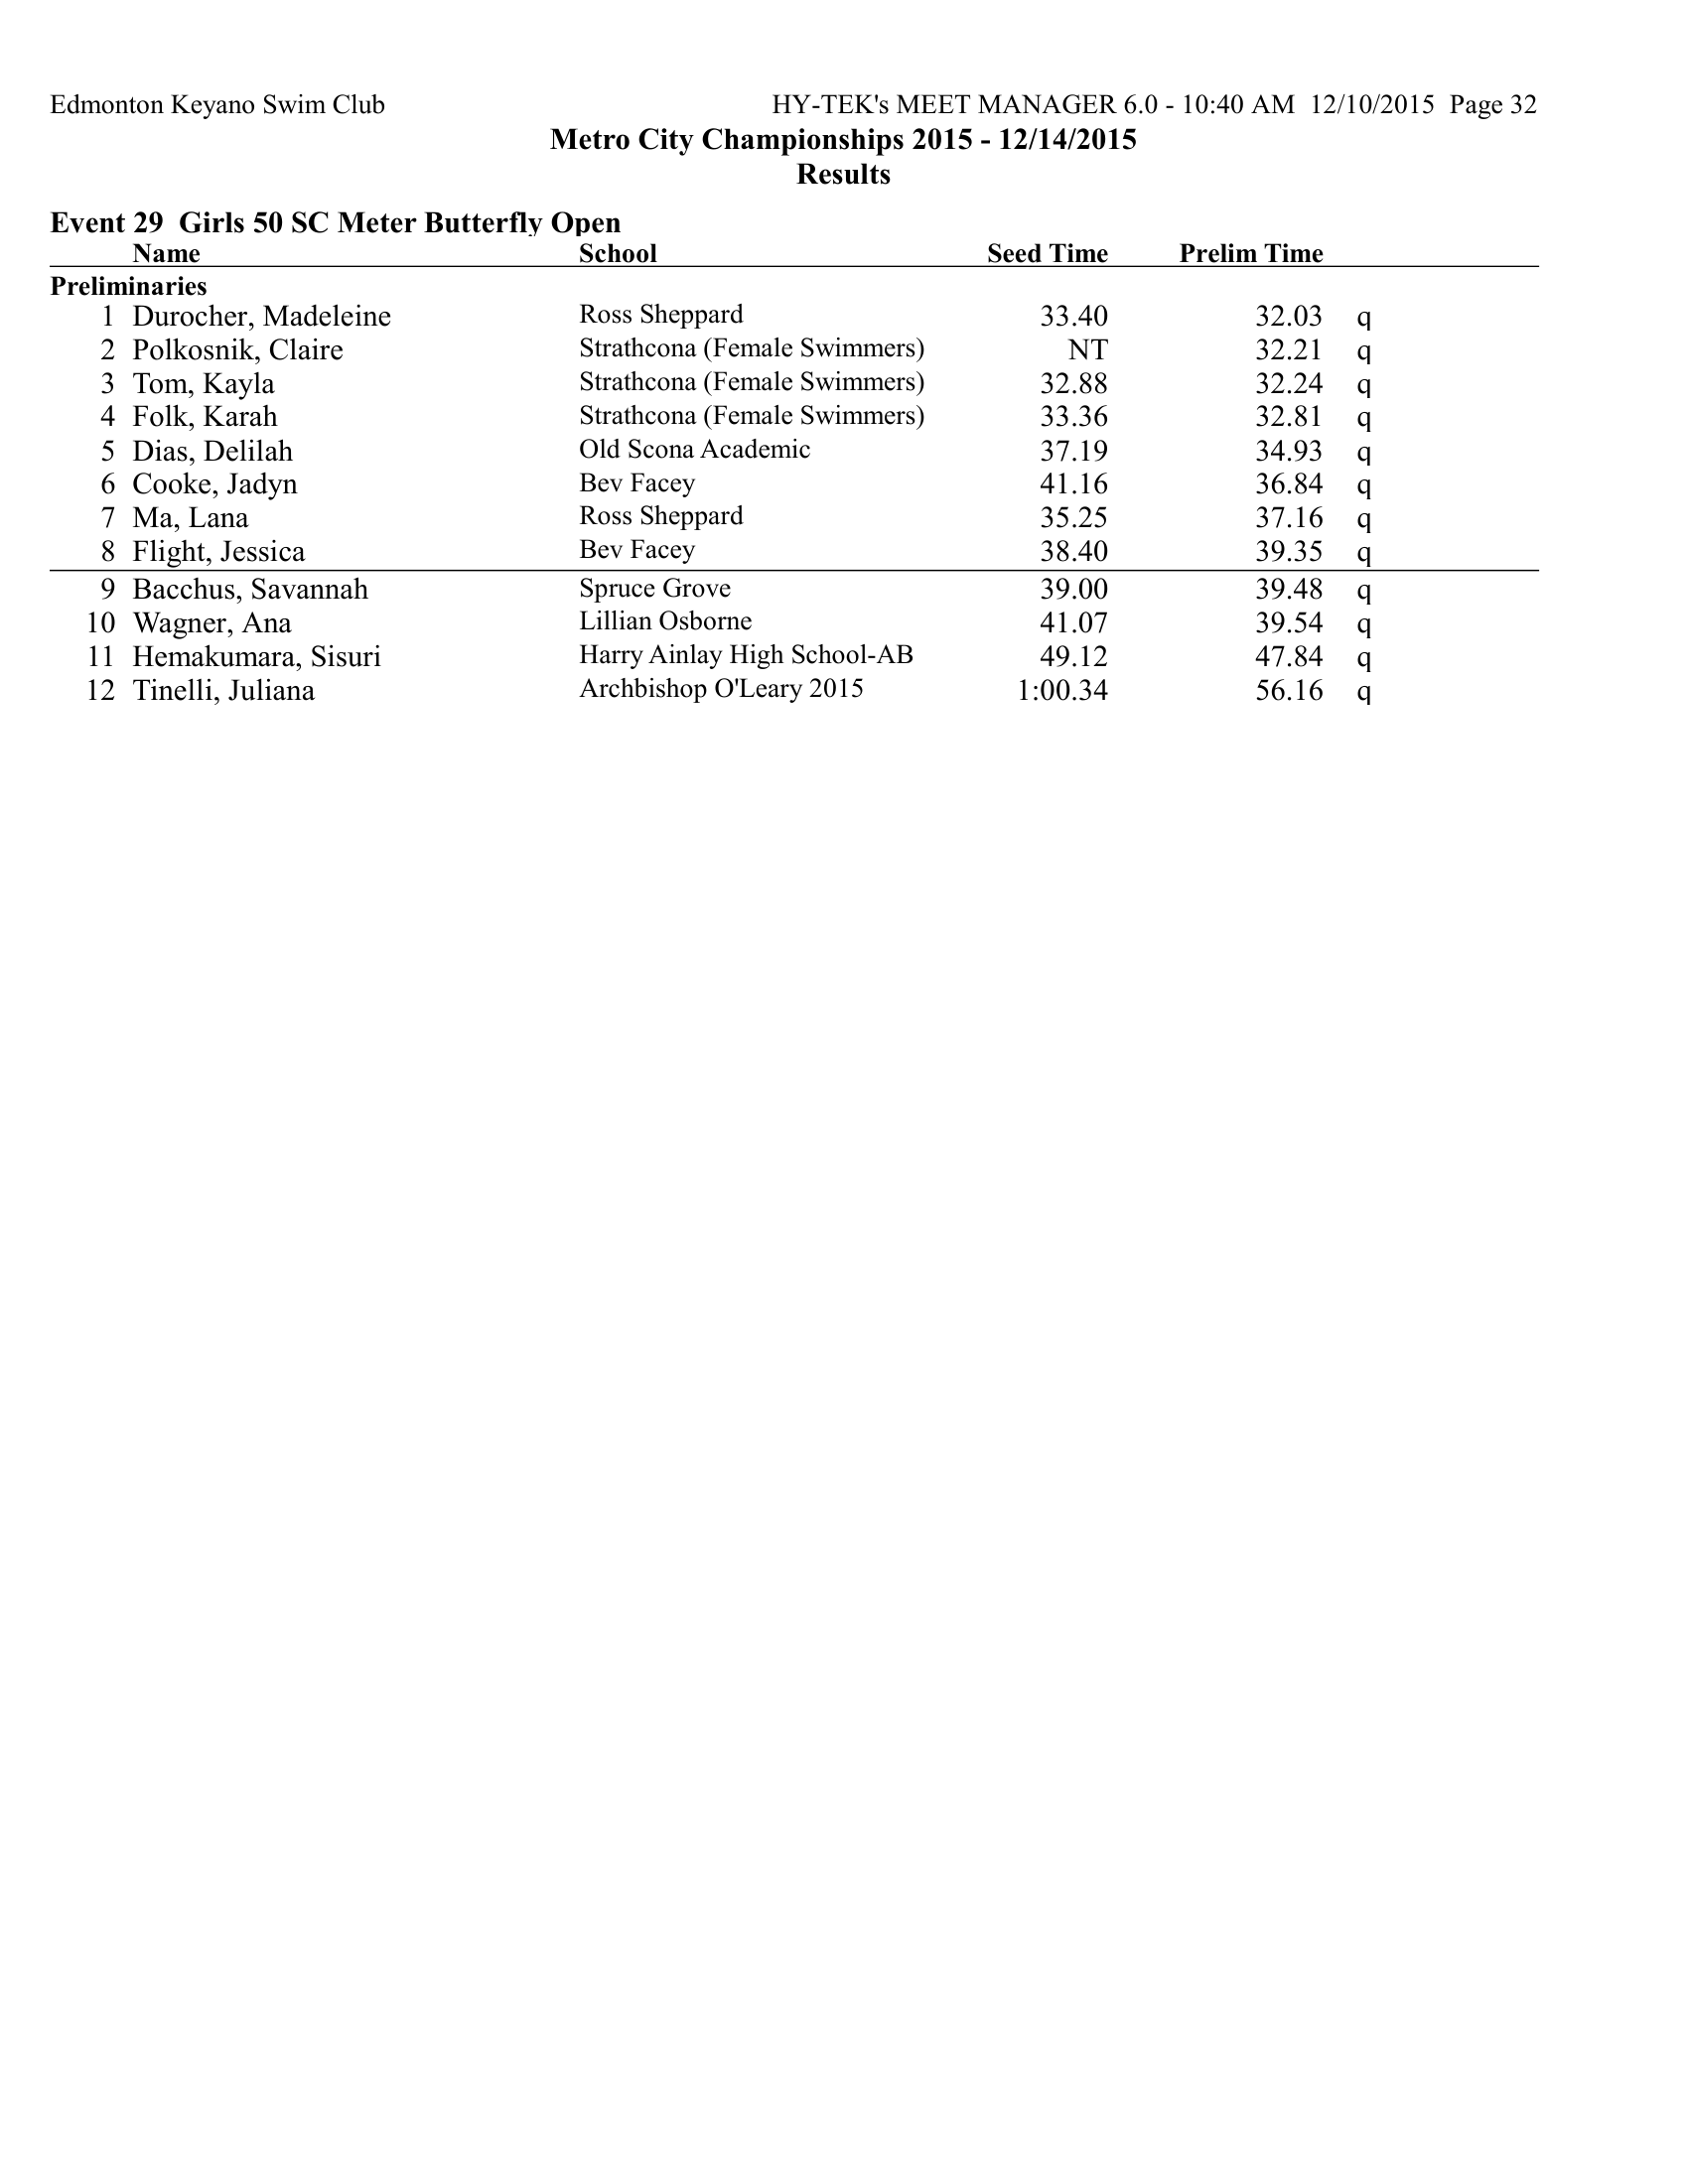 Edmonton Keyano Swim Club HY-TEK's MEET MANAGER 6.0 - 10:40 AM 12/10/2015 Page 32
Metro City Championships 2015 - 12/14/2015
Results
Event 29 Girls 50 SC Meter Butterfly Open
Name School Seed Time Prelim Time
Preliminaries
1 Durocher, Madeleine Ross Sheppard 33.40 32.03 q
2 Polkosnik, Claire Strathcona (Female Swimmers) NT 32.21 q
3 Tom, Kayla Strathcona (Female Swimmers) 32.88 32.24 q
4 Folk, Karah Strathcona (Female Swimmers) 33.36 32.81 q
5 Dias, Delilah Old Scona Academic 37.19 34.93 q
6 Cooke, Jadyn Bev Facey 41.16 36.84 q
7 Ma, Lana Ross Sheppard 35.25 37.16 q
8 Flight, Jessica Bev Facey 38.40 39.35 q
9 Bacchus, Savannah Spruce Grove 39.00 39.48 q
10 Wagner, Ana Lillian Osborne 41.07 39.54 q
11 Hemakumara, Sisuri Harry Ainlay High School-AB 49.12 47.84 q
12 Tinelli, Juliana Archbishop O'Leary 2015 1:00.34 56.16 q